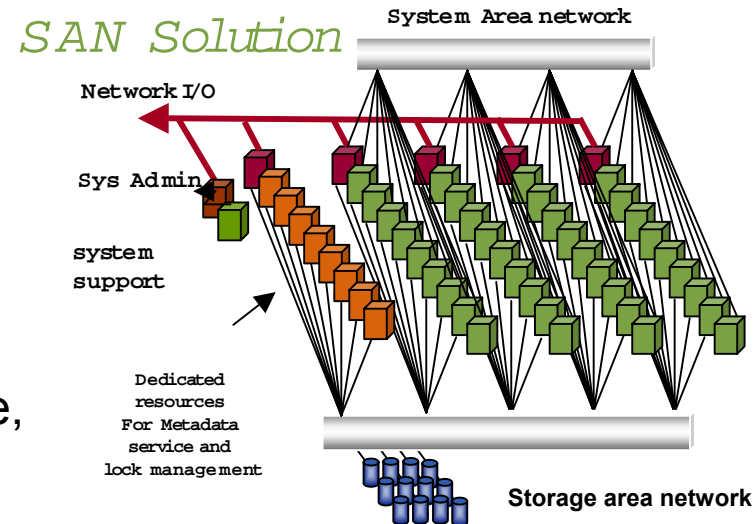 System Area network
SAN Solution
Network I/O
Sys Admin
system
support
Dedicated
resources
For Metadata
service and
lock management
e,
Storage area network